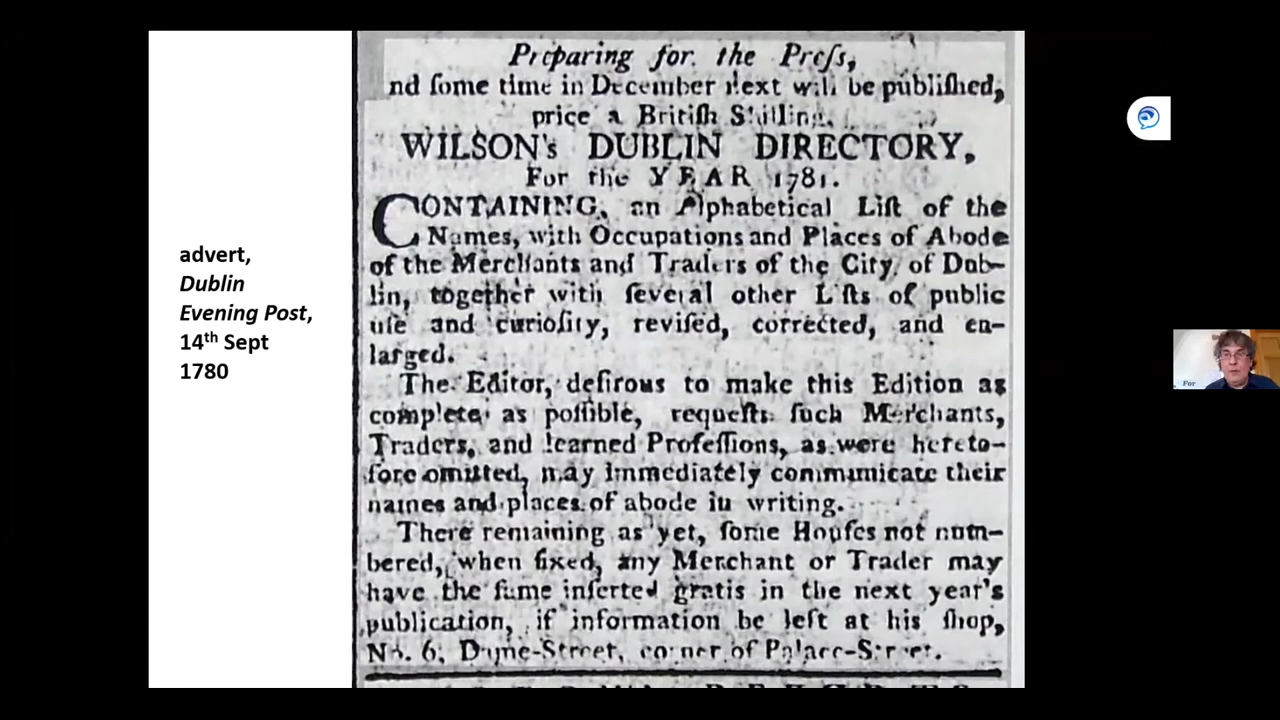 advert,
Dublin
Evening Post,
14th Sept
1780
Preparing for the Preſs,
nd ſome time in December next will be publiſhed,
price a Britiſh Shilling.
WILSON's DUBLIN DIRECTORY,
For the YEAR 1781.
CONTAINING, an Alphabetical Liſt of the
Names, with Occupations and Places of Abode
of the Merchants and Traders of the City of Dub-
lin, together with ſeveral other Liſts of public
uſe and curioſity, reviſed, corrected, and en-
larged.
The Editor, deſirous to make this Edition as
complete as poſſible, requeſts ſuch Merchants,
Traders, and learned Profeſſions, as were hereto-
fore omitted, may immediately communicate their
names and places of abode in writing.
There remaining as yet, ſome Houſes not num-
bered, when fixed, any Merchant or Trader may
have the ſame inſerted gratis in the next year's
publication, if information be left at his ſhop,
No. 6, Dame-Street, corner of Palace-Street.
For